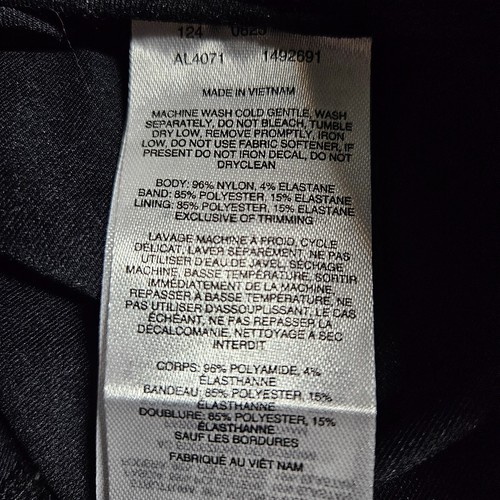 124 0823
AL4071 1492691
MADE IN VIETNAM
MACHINE WASH COLD GENTLE, WASH
SEPARATELY, DO NOT BLEACH, TUMBLE
DRY LOW, REMOVE PROMPTLY, IRON
LOW, DO NOT USE FABRIC SOFTENER, IF
PRESENT DO NOT IRON DECAL, DO NOT
DRYCLEAN
BODY: 96% NYLON, 4% ELASTANE
BAND: 85% POLYESTER, 15% ELASTANE
LINING: 85% POLYESTER, 15% ELASTANE
EXCLUSIVE OF TRIMMING
LAVAGE MACHINE À FROID, CYCLE
DÉLICAT, LAVER SÉPARÉMENT, NE PAS
UTILISER D'EAU DE JAVEL, SÉCHAGE
MACHINE, BASSE TEMPÉRATURE, SORTIR
IMMÉDIATEMENT DE LA MACHINE,
REPASSER À BASSE TEMPÉRATURE, NE
PAS UTILISER D'ASSOUPLISSANT, LE CAS
ÉCHÉANT, NE PAS REPASSER LA
DÉCALCOMANIE, NETTOYAGE À SEC
INTERDIT
CORPS: 96% POLYAMIDE, 4%
ÉLASTHANNE
BANDEAU: 85% POLYESTER, 15%
ÉLASTHANNE
DOUBLURE: 85% POLYESTER, 15%
ÉLASTHANNE
SAUF LES BORDURES
FABRIQUÉ AU VIÊT NAM